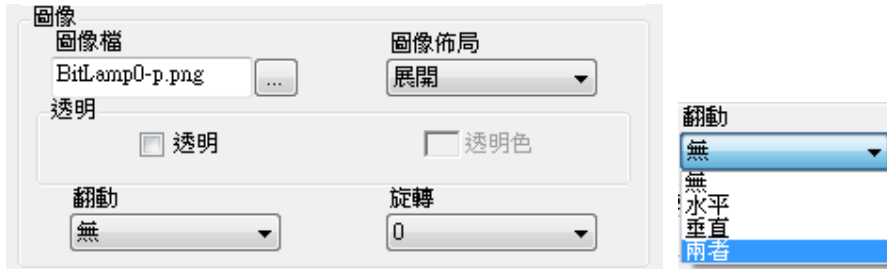 圖像
圖像檔 圖像佈局
BitLamp0-p.png ... 展開
透明
透明 透明色
翻動 旋轉
無 0
翻動
無
無
水平
垂直
兩者